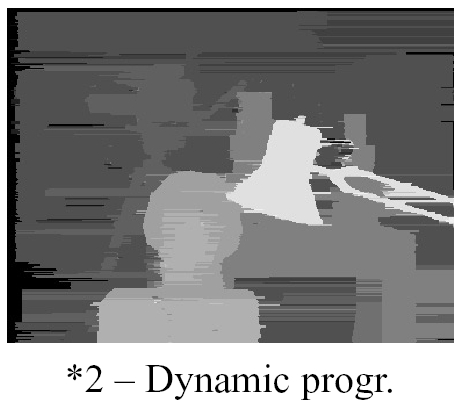 *2 – Dynamic progr.